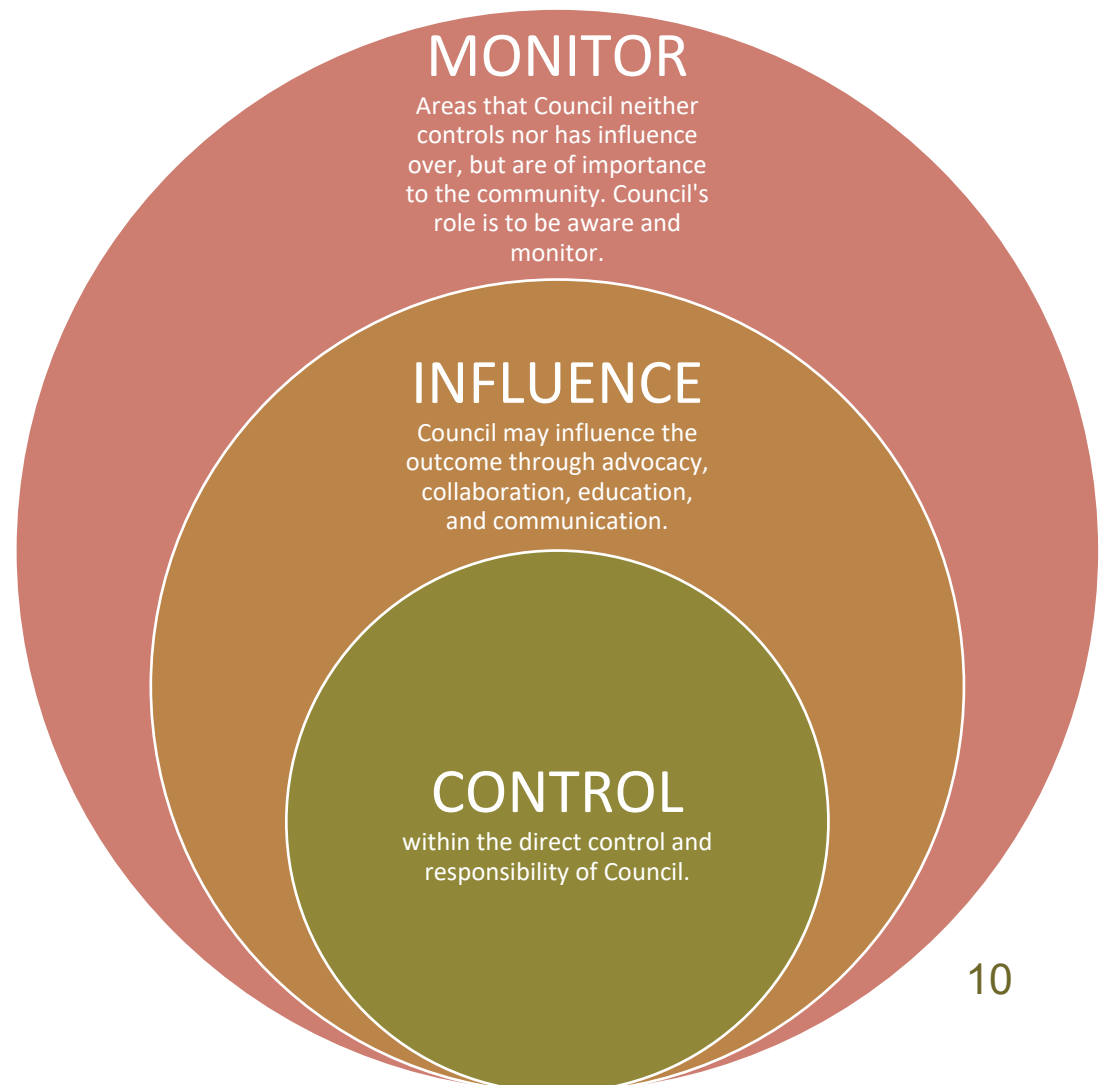 MONITOR
Areas that Council neither
controls nor has influence
over, but are of importance
to the community. Council's
role is to be aware and
monitor.
INFLUENCE
Council may influence the
outcome through advocacy,
collaboration, education,
and communication.
CONTROL
within the direct control and
responsibility of Council.
10